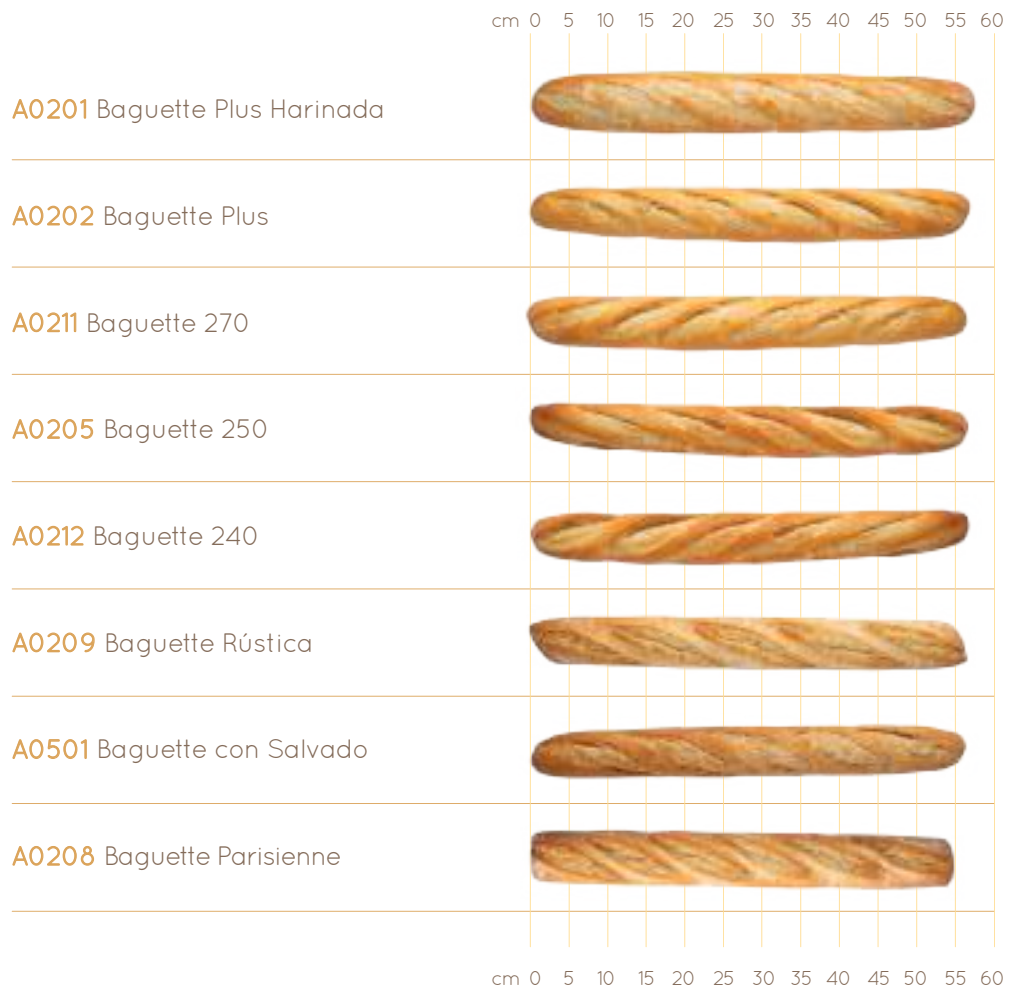 cm 0 5 10 15 20 25 30 35 40 45 50 55 60
A0201 Baguette Plus Harinada
A0202 Baguette Plus
A0211 Baguette 270
A0205 Baguette 250
A0212 Baguette 240
A0209 Baguette Rústica
A0501 Baguette con Salvado
A0208 Baguette Parisienne
cm 0 5 10 15 20 25 30 35 40 45 50 55 60